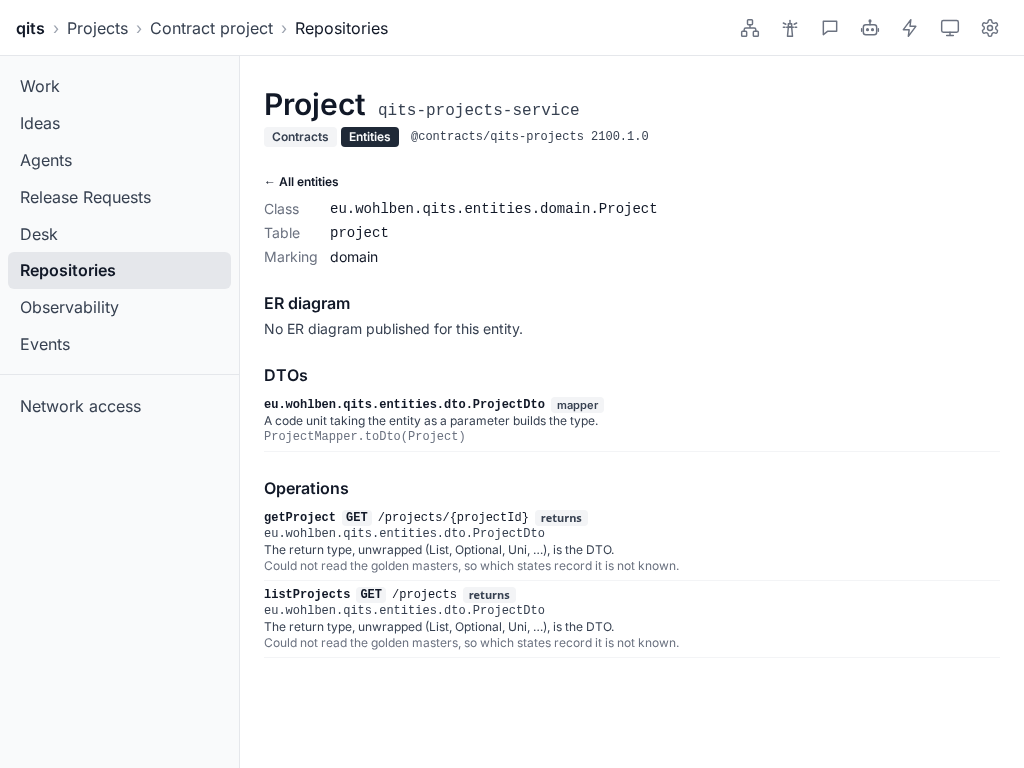 qits › Projects › Contract project › Repositories
Work
Ideas
Agents
Release Requests
Desk
Repositories
Observability
Events
Network access
Project qits-projects-service
Contracts Entities @contracts/qits-projects 2100.1.0
← All entities
Class eu.wohlben.qits.entities.domain.Project
Table project
Marking domain
ER diagram
No ER diagram published for this entity.
DTOs
eu.wohlben.qits.entities.dto.ProjectDto mapper
A code unit taking the entity as a parameter builds the type.
ProjectMapper.toDto(Project)
Operations
getProject GET /projects/{projectId} returns
eu.wohlben.qits.entities.dto.ProjectDto
The return type, unwrapped (List, Optional, Uni, …), is the DTO.
Could not read the golden masters, so which states record it is not known.
listProjects GET /projects returns
eu.wohlben.qits.entities.dto.ProjectDto
The return type, unwrapped (List, Optional, Uni, …), is the DTO.
Could not read the golden masters, so which states record it is not known.